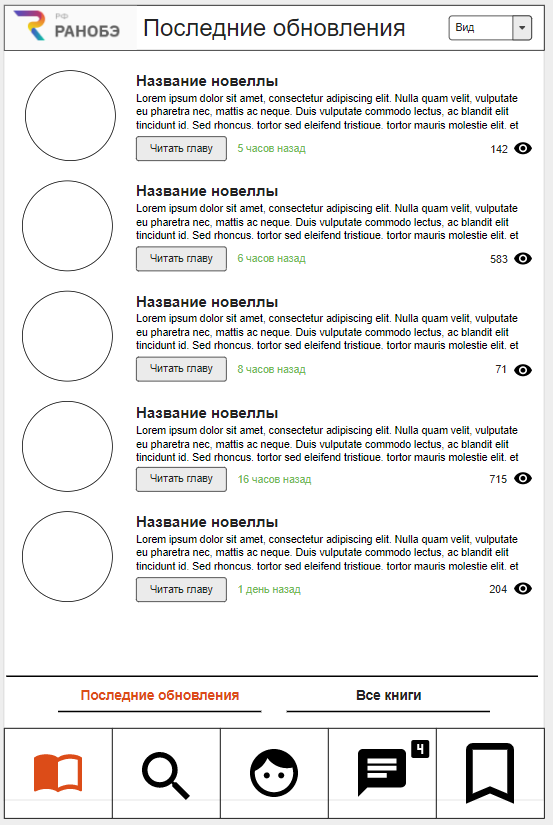 РФ
РАНОБЭ
Последние обновления
Вид
Название новеллы
Lorem ipsum dolor sit amet, consectetur adipiscing elit. Nulla quam velit, vulputate
eu pharetra nec, mattis ac neque. Duis vulputate commodo lectus, ac blandit elit
tincidunt id. Sed rhoncus, tortor sed eleifend tristique, tortor mauris molestie elit, et
Читать главу
5 часов назад
142
Название новеллы
Lorem ipsum dolor sit amet, consectetur adipiscing elit. Nulla quam velit, vulputate
eu pharetra nec, mattis ac neque. Duis vulputate commodo lectus, ac blandit elit
tincidunt id. Sed rhoncus, tortor sed eleifend tristique, tortor mauris molestie elit, et
Читать главу
6 часов назад
583
Название новеллы
Lorem ipsum dolor sit amet, consectetur adipiscing elit. Nulla quam velit, vulputate
eu pharetra nec, mattis ac neque. Duis vulputate commodo lectus, ac blandit elit
tincidunt id. Sed rhoncus, tortor sed eleifend tristique, tortor mauris molestie elit, et
Читать главу
8 часов назад
71
Название новеллы
Lorem ipsum dolor sit amet, consectetur adipiscing elit. Nulla quam velit, vulputate
eu pharetra nec, mattis ac neque. Duis vulputate commodo lectus, ac blandit elit
tincidunt id. Sed rhoncus, tortor sed eleifend tristique, tortor mauris molestie elit, et
Читать главу
16 часов назад
715
Название новеллы
Lorem ipsum dolor sit amet, consectetur adipiscing elit. Nulla quam velit, vulputate
eu pharetra nec, mattis ac neque. Duis vulputate commodo lectus, ac blandit elit
tincidunt id. Sed rhoncus, tortor sed eleifend tristique, tortor mauris molestie elit, et
Читать главу
1 день назад
204
Последние обновления
Все книги
4